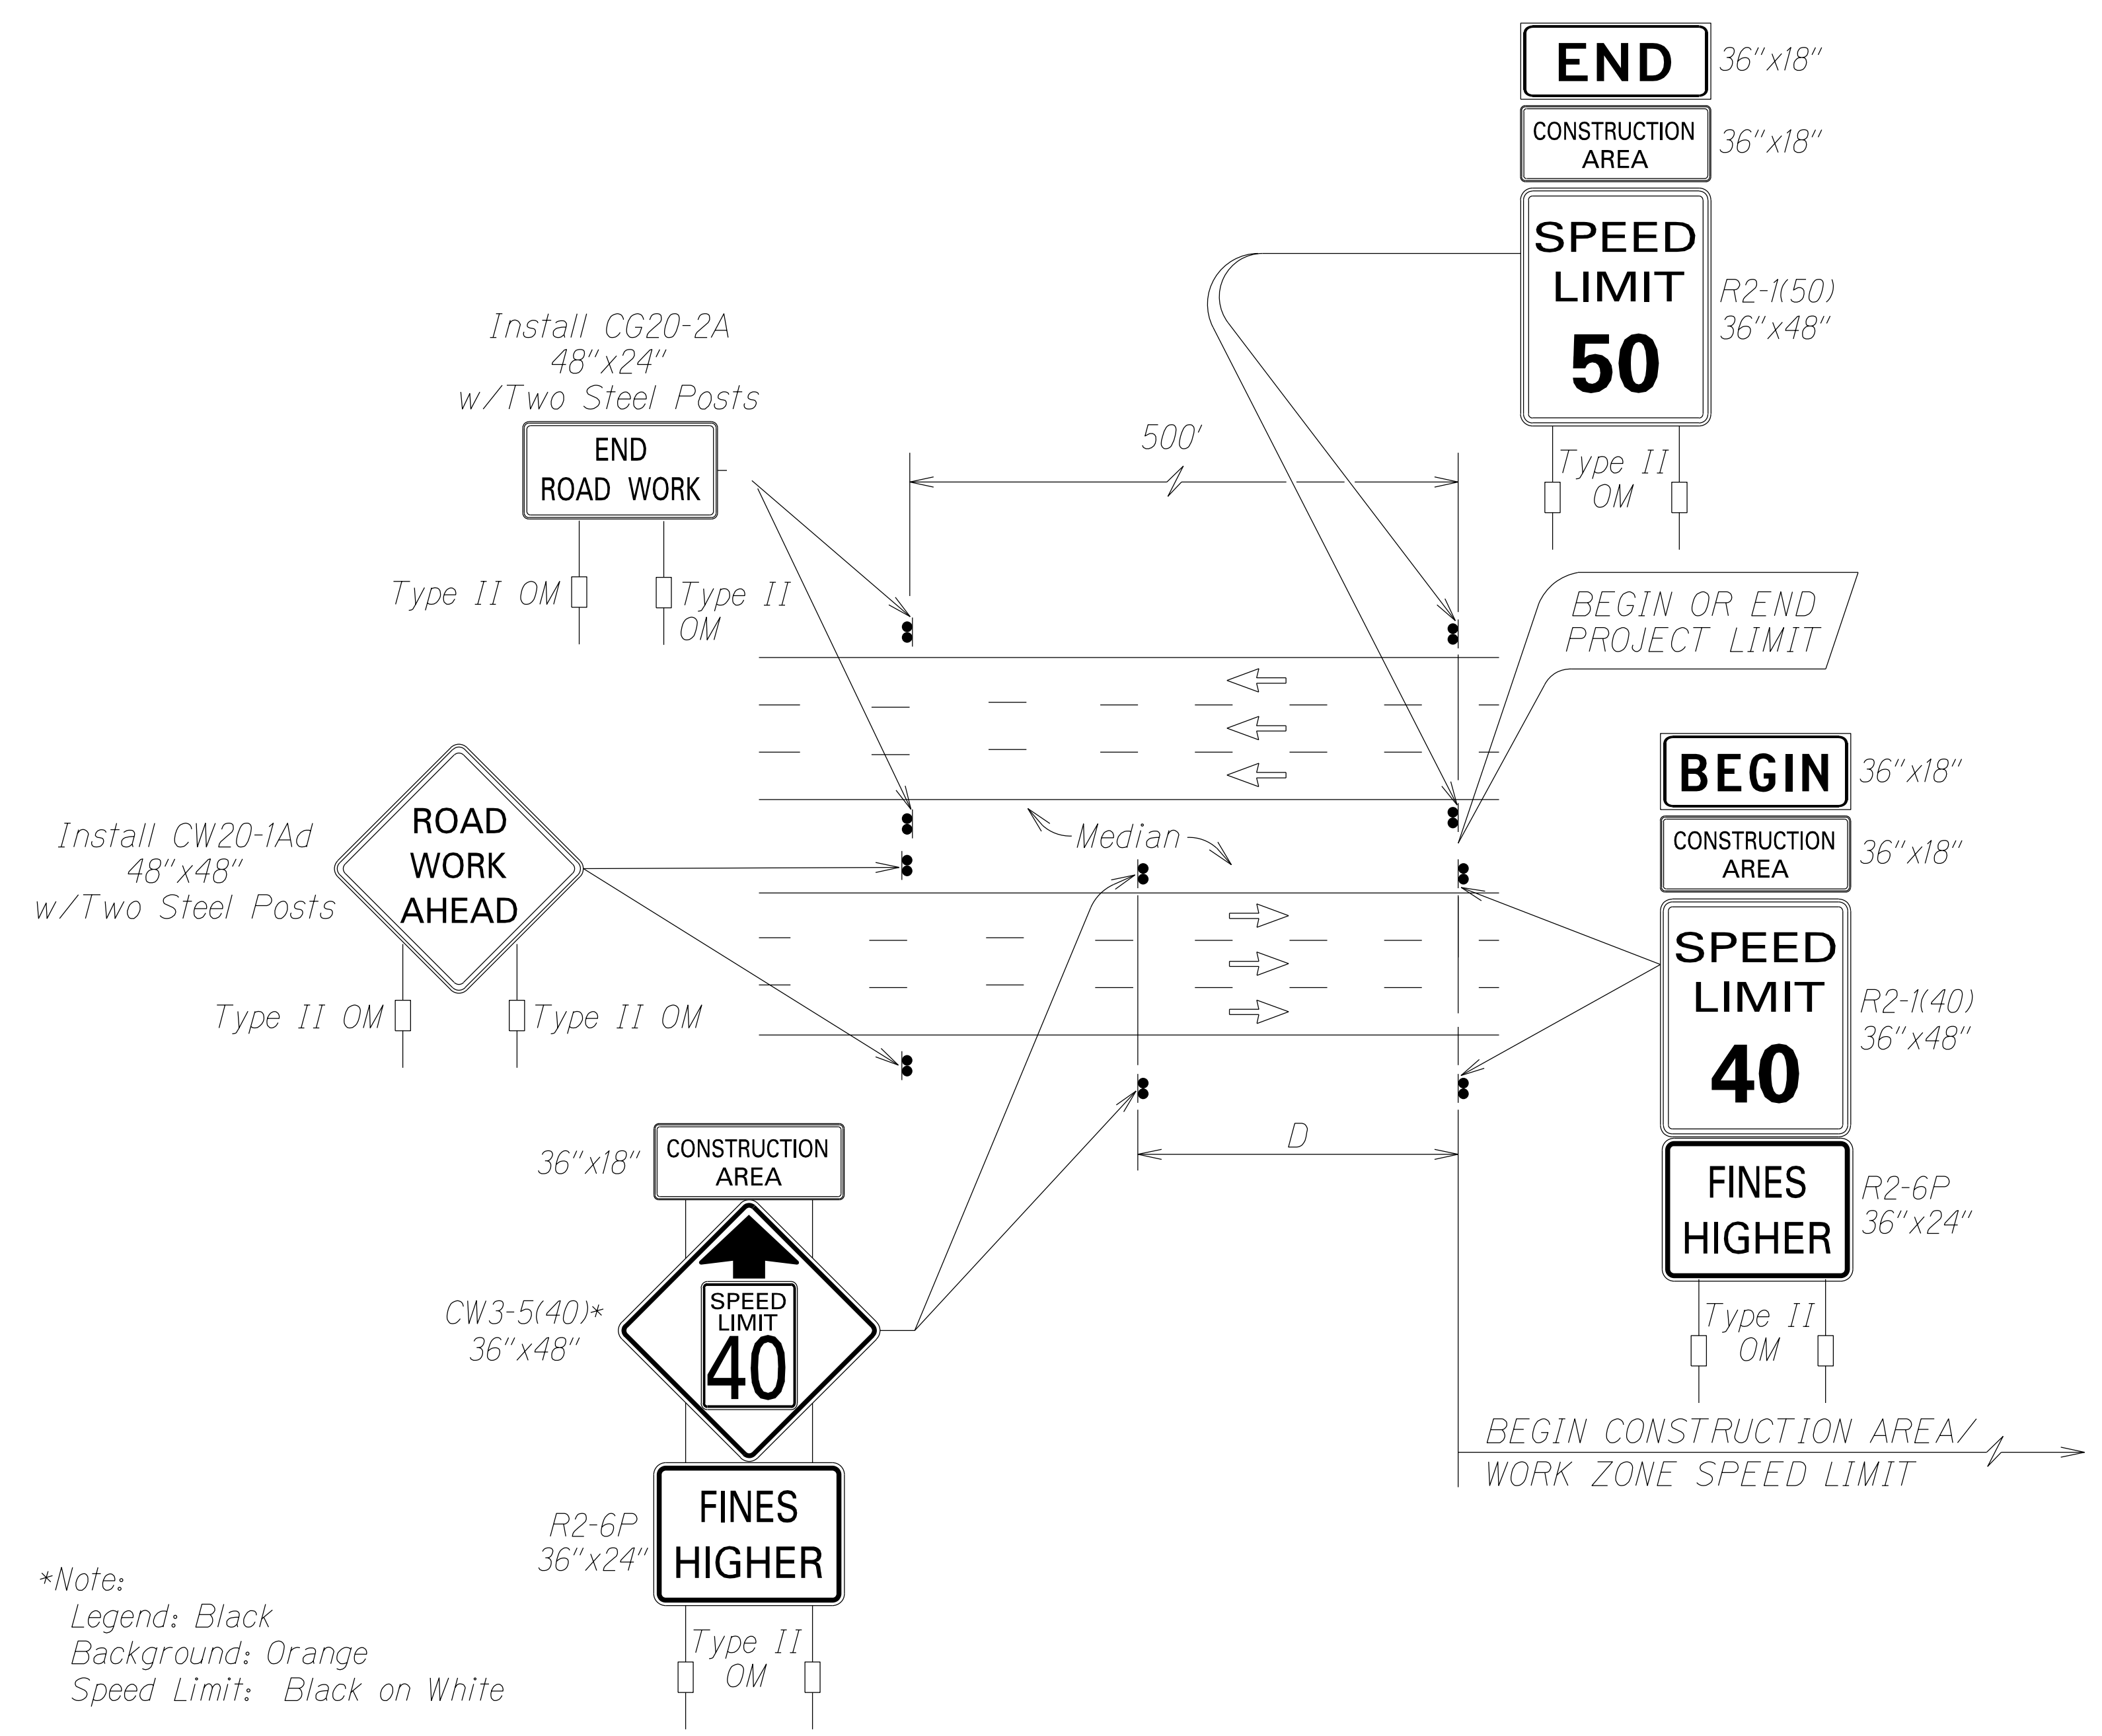 END
36"x18"
CONSTRUCTION
AREA
36"x18"
SPEED
LIMIT
50
R2-1(50)
36"x48"
Type II
OM
Install CG20-2A
48"x24"
w/Two Steel Posts
END
ROAD WORK
Type II OM
Type II
OM
500'
BEGIN OR END
PROJECT LIMIT
Median
Install CW20-1Ad
48"x48"
w/Two Steel Posts
ROAD
WORK
AHEAD
Type II OM
Type II OM
BEGIN
36"x18"
CONSTRUCTION
AREA
36"x18"
SPEED
LIMIT
40
R2-1(40)
36"x48"
FINES
HIGHER
R2-6P
36"x24"
Type II
OM
D
BEGIN CONSTRUCTION AREA/
WORK ZONE SPEED LIMIT
36"x18"
CONSTRUCTION
AREA
CW3-5(40)*
36"x48"
SPEED
LIMIT
40
R2-6P
36"x24"
FINES
HIGHER
Type II
OM
*Note:
Legend: Black
Background: Orange
Speed Limit: Black on White